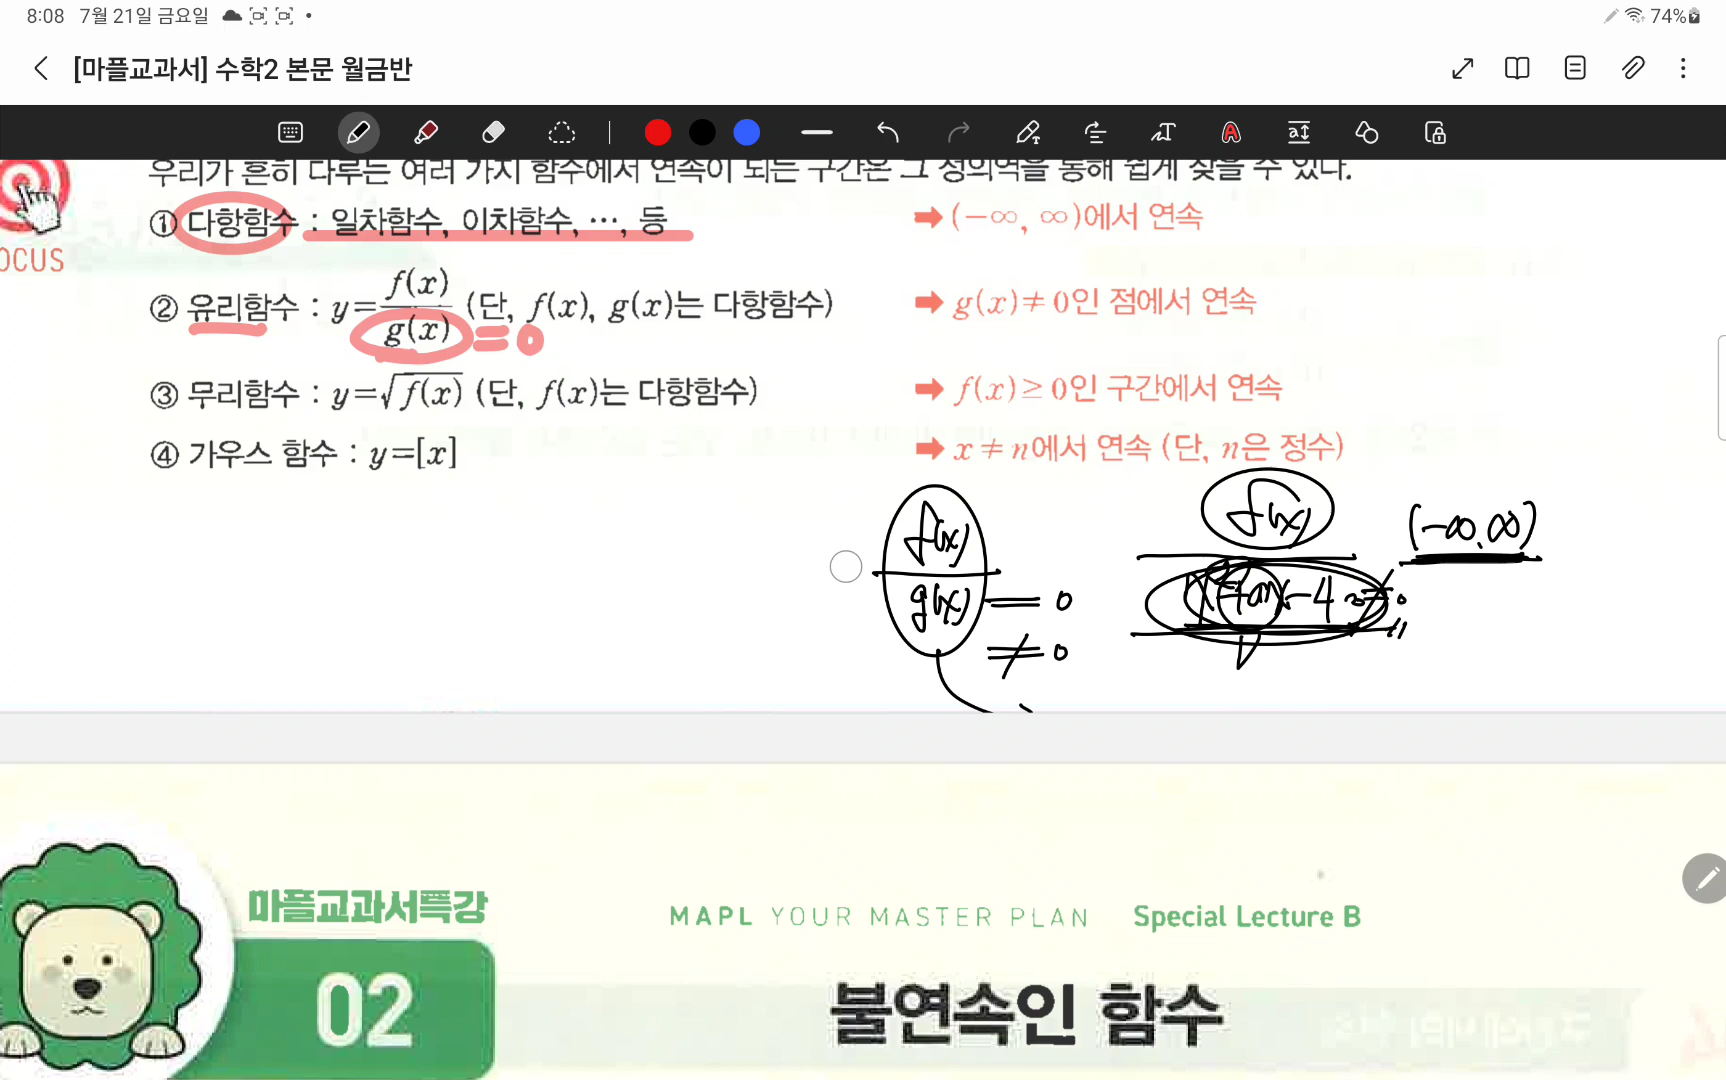 8:08 7월 21일 금요일
74%
[마플교과서] 수학2 본문 월금반
우리가 흔히 다루는 여러 가지 함수에서 연속이 되는 구간은 그 정의역을 통해 쉽게 찾을 수 있다.
OCUS
① 다항함수 : 일차함수, 이차함수, ⋯, 등 ➡ (−∞, ∞)에서 연속
② 유리함수 : y=f(x)/g(x) (단, f(x), g(x)는 다항함수) ➡ g(x)≠0인 점에서 연속
=0
③ 무리함수 : y=√f(x) (단, f(x)는 다항함수) ➡ f(x)≥0인 구간에서 연속
④ 가우스 함수 : y=[x] ➡ x≠n에서 연속 (단, n은 정수)
f(x) f(x) (-∞,∞)
g(x) = 0
≠ 0
마플교과서특강
MAPL YOUR MASTER PLAN Special Lecture B
02
불연속인 함수